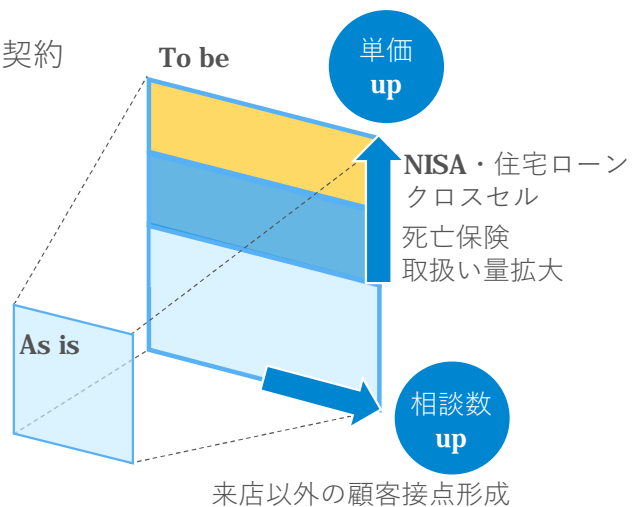 契約
To be
単価
up
NISA・住宅ローン
クロスセル
死亡保険
取扱い量拡大
As is
相談数
up
来店以外の顧客接点形成